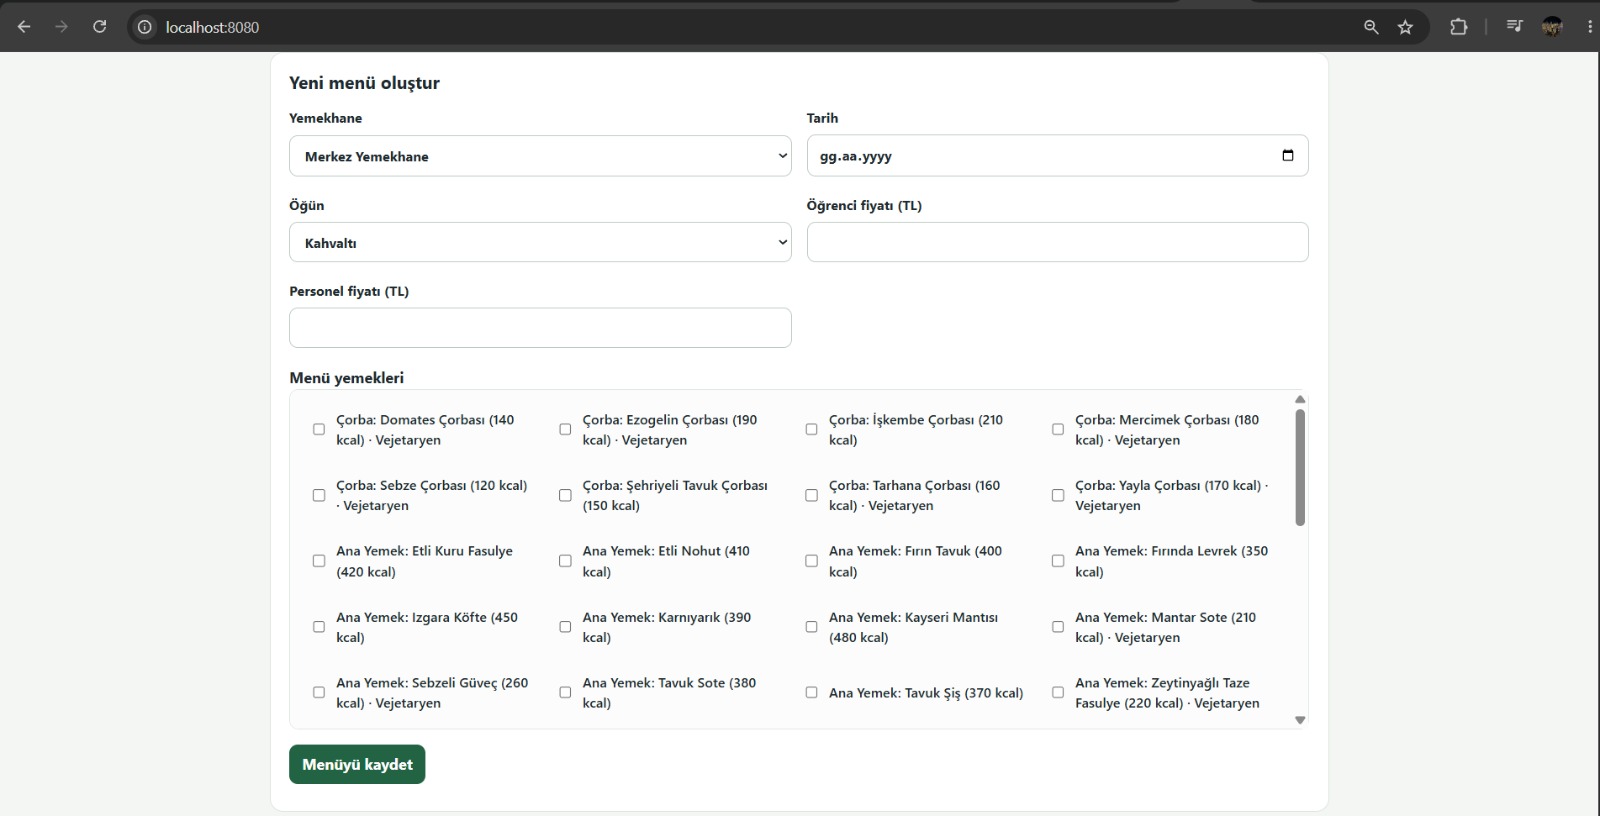 localhost:8080
Yeni menü oluştur
Yemekhane
Tarih
Merkez Yemekhane
gg.aa.yyyy
Öğün
Öğrenci fiyatı (TL)
Kahvaltı
Personel fiyatı (TL)
Menü yemekleri
Çorba: Domates Çorbası (140
kcal) · Vejetaryen
Çorba: Ezogelin Çorbası (190
kcal) · Vejetaryen
Çorba: İşkembe Çorbası (210
kcal)
Çorba: Mercimek Çorbası (180
kcal) · Vejetaryen
Çorba: Sebze Çorbası (120 kcal)
· Vejetaryen
Çorba: Şehriyeli Tavuk Çorbası
(150 kcal)
Çorba: Tarhana Çorbası (160
kcal) · Vejetaryen
Çorba: Yayla Çorbası (170 kcal) ·
Vejetaryen
Ana Yemek: Etli Kuru Fasulye
(420 kcal)
Ana Yemek: Etli Nohut (410
kcal)
Ana Yemek: Fırın Tavuk (400
kcal)
Ana Yemek: Fırında Levrek (350
kcal)
Ana Yemek: Izgara Köfte (450
kcal)
Ana Yemek: Karnıyarık (390
kcal)
Ana Yemek: Kayseri Mantısı
(480 kcal)
Ana Yemek: Mantar Sote (210
kcal) · Vejetaryen
Ana Yemek: Sebzeli Güveç (260
kcal) · Vejetaryen
Ana Yemek: Tavuk Sote (380
kcal)
Ana Yemek: Tavuk Şiş (370 kcal)
Ana Yemek: Zeytinyağlı Taze
Fasulye (220 kcal) · Vejetaryen
Menüyü kaydet